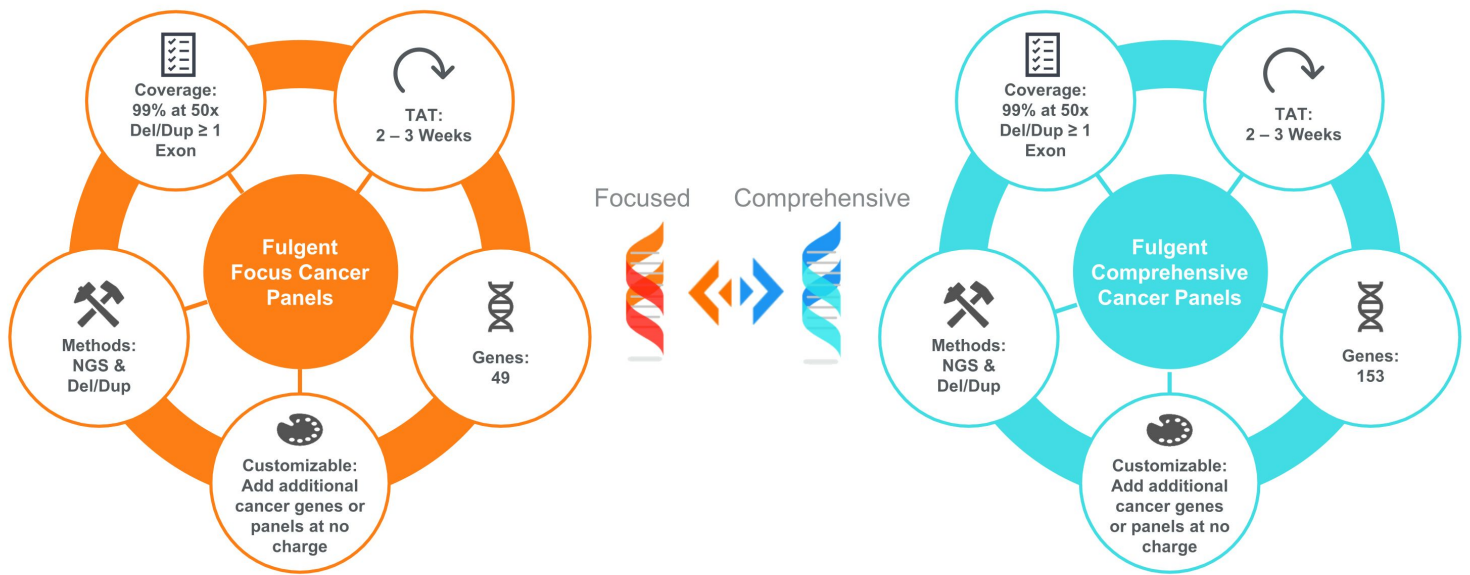 Coverage:
99% at 50x
Del/Dup ≥ 1
Exon
TAT:
2 – 3 Weeks
Fulgent
Focus Cancer
Panels
Methods:
NGS &
Del/Dup
Genes:
49
Customizable:
Add additional
cancer genes or
panels at no
charge
Focused
Comprehensive
Coverage:
99% at 50x
Del/Dup ≥ 1
Exon
TAT:
2 – 3 Weeks
Fulgent
Comprehensive
Cancer Panels
Methods:
NGS &
Del/Dup
Genes:
153
Customizable:
Add additional
cancer genes
or panels at no
charge